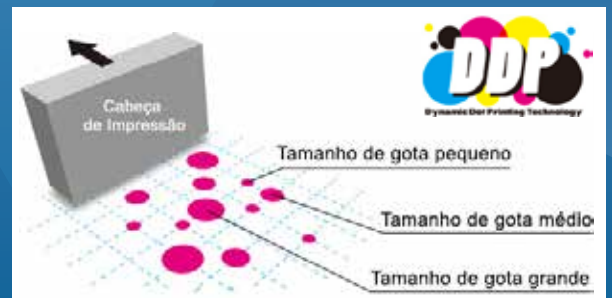 DDP
Dynamic Dot Printing Technology
Cabeça
de Impressão
Tamanho de gota pequeno
Tamanho de gota médio
Tamanho de gota grande